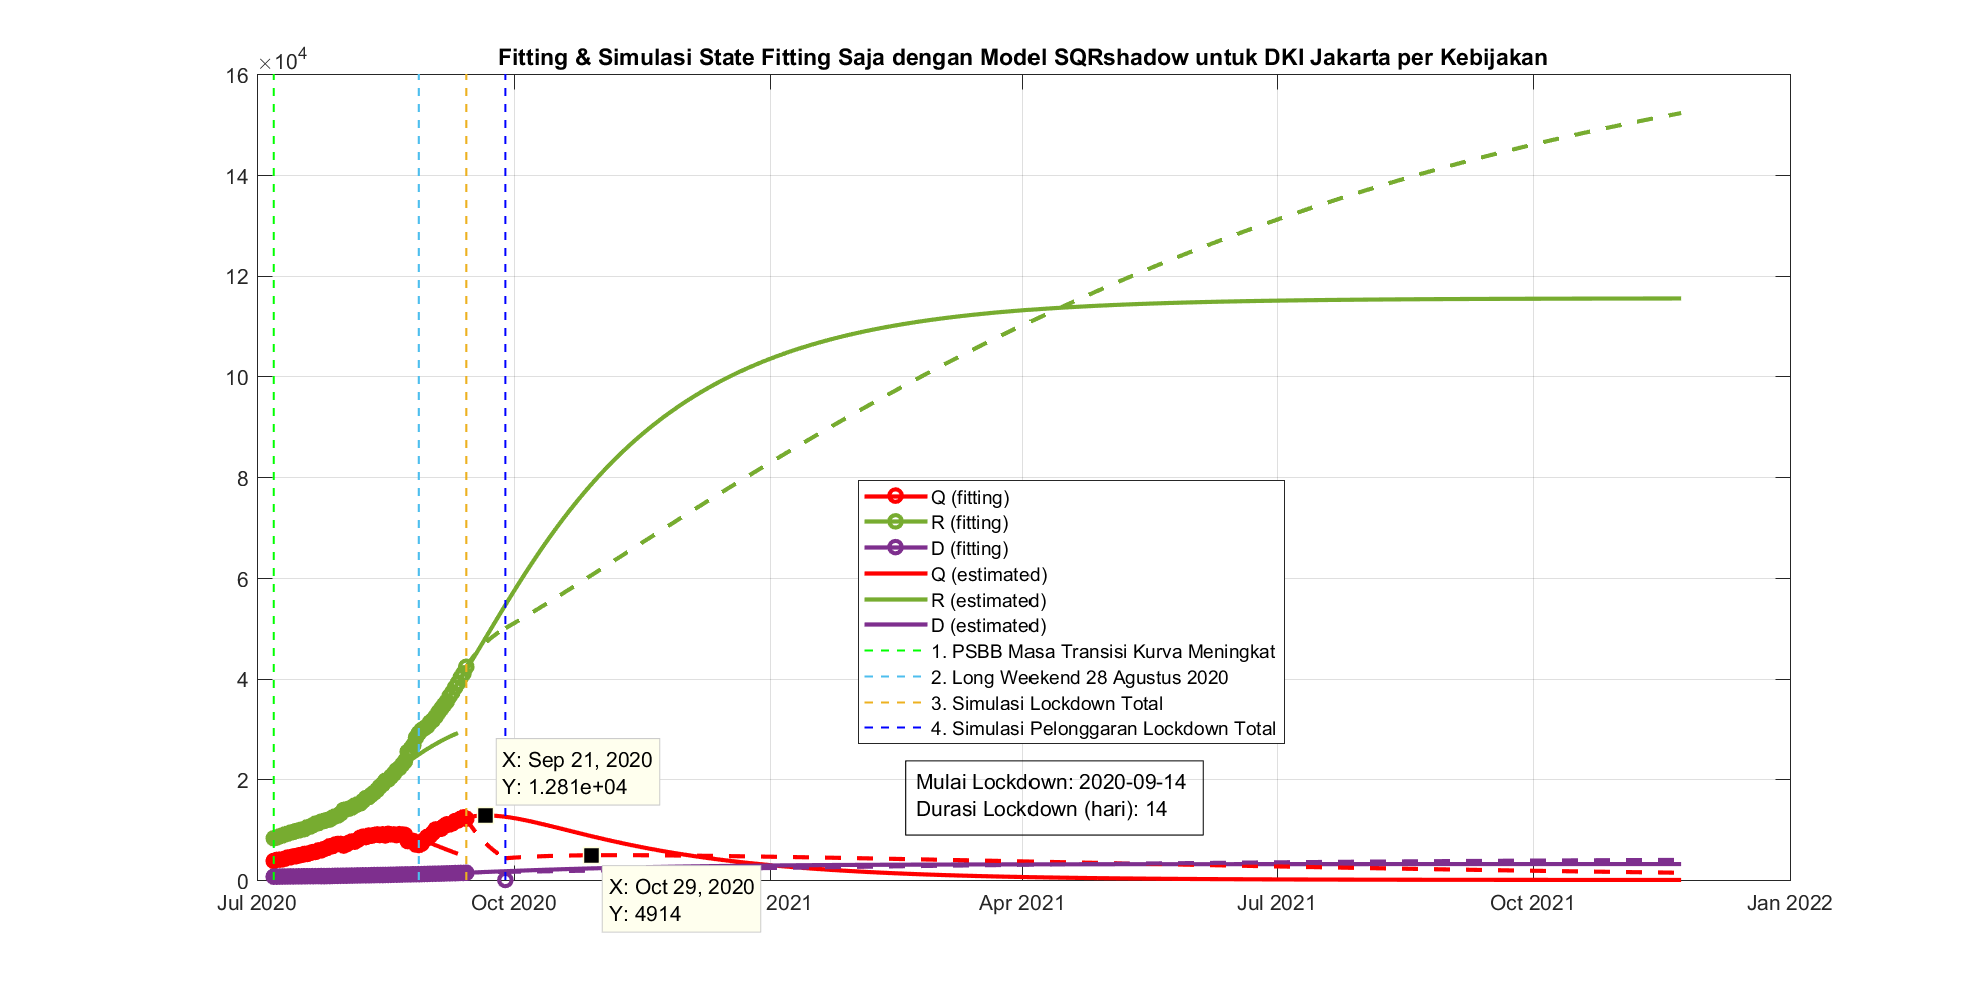 Fitting & Simulasi State Fitting Saja dengan Model SQRshadow untuk DKI Jakarta per Kebijakan
×10⁴
16
14
12
10
8
6
4
2
0
Q (fitting)
R (fitting)
D (fitting)
Q (estimated)
R (estimated)
D (estimated)
1. PSBB Masa Transisi Kurva Meningkat
2. Long Weekend 28 Agustus 2020
3. Simulasi Lockdown Total
4. Simulasi Pelonggaran Lockdown Total
X: Sep 21, 2020
Y: 1.281e+04
Mulai Lockdown: 2020-09-14
Durasi Lockdown (hari): 14
X: Oct 29, 2020
Y: 4914
Jul 2020 Oct 2020 2021 Apr 2021 Jul 2021 Oct 2021 Jan 2022